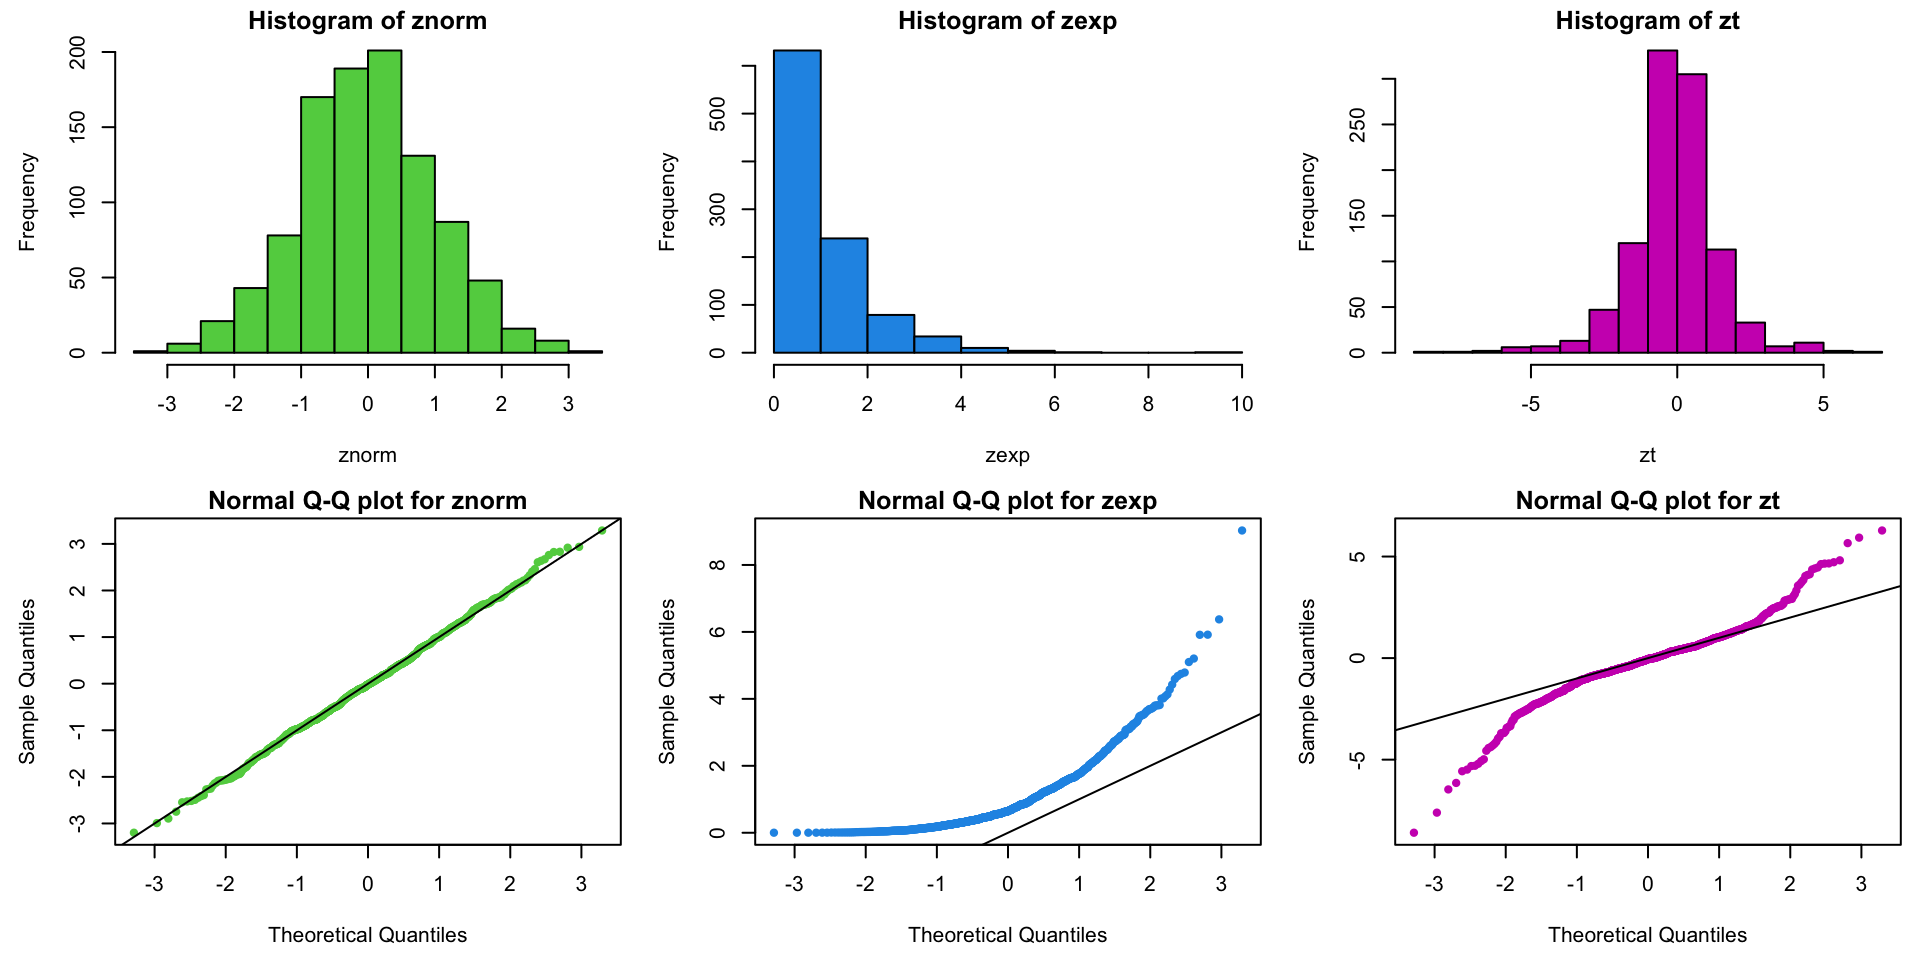 Histogram of znorm
Frequency
0 50 100 150 200
-3 -2 -1 0 1 2 3
znorm
Histogram of zexp
Frequency
0 100 300 500
0 2 4 6 8 10
zexp
Histogram of zt
Frequency
0 50 150 250
-5 0 5
zt
Normal Q-Q plot for znorm
Sample Quantiles
-3 -2 -1 0 1 2 3
-3 -2 -1 0 1 2 3
Theoretical Quantiles
Normal Q-Q plot for zexp
Sample Quantiles
0 2 4 6 8
-3 -2 -1 0 1 2 3
Theoretical Quantiles
Normal Q-Q plot for zt
Sample Quantiles
-5 0 5
-3 -2 -1 0 1 2 3
Theoretical Quantiles